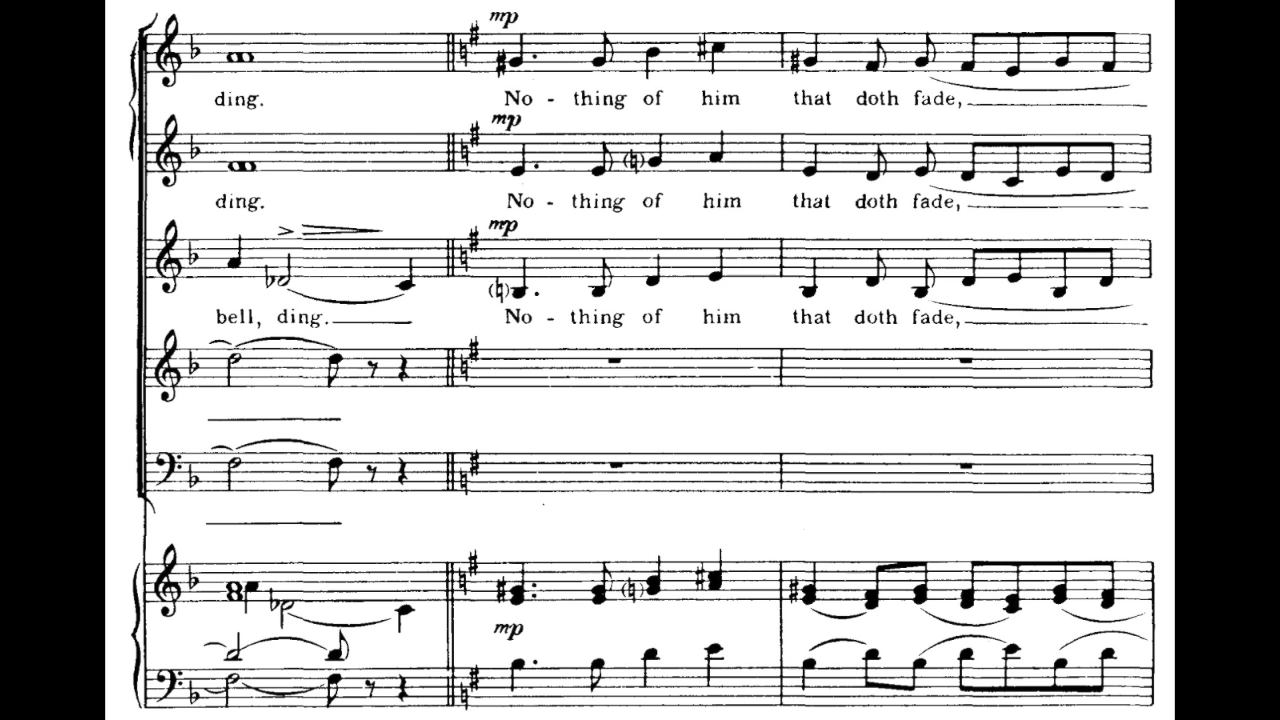 mp
ding. No - thing of him that doth fade,
mp
ding. No - thing of him that doth fade,
mp
bell, ding. No - thing of him that doth fade,
mp